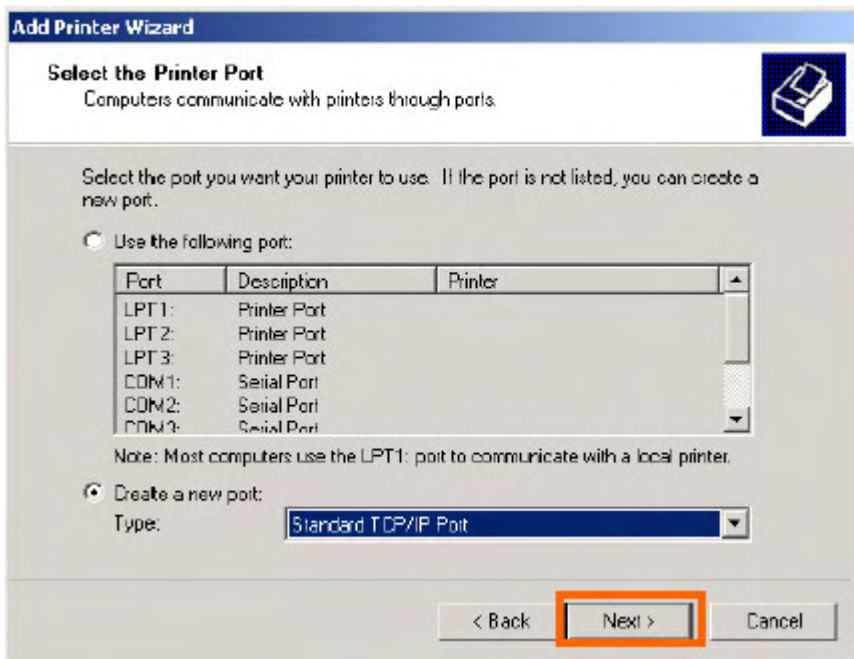 Add Printer Wizard
Select the Printer Port
Computers communicate with printers through ports.
Select the port you want your printer to use. If the port is not listed, you can create a
new port.
Use the following port:
Port Description Printer
LPT1: Printer Port
LPT2: Printer Port
LPT3: Printer Port
COM1: Serial Port
COM2: Serial Port
COM3: Serial Port
Note: Most computers use the LPT1: port to communicate with a local printer.
Create a new port:
Type: Standard TCP/IP Port
< Back Next > Cancel